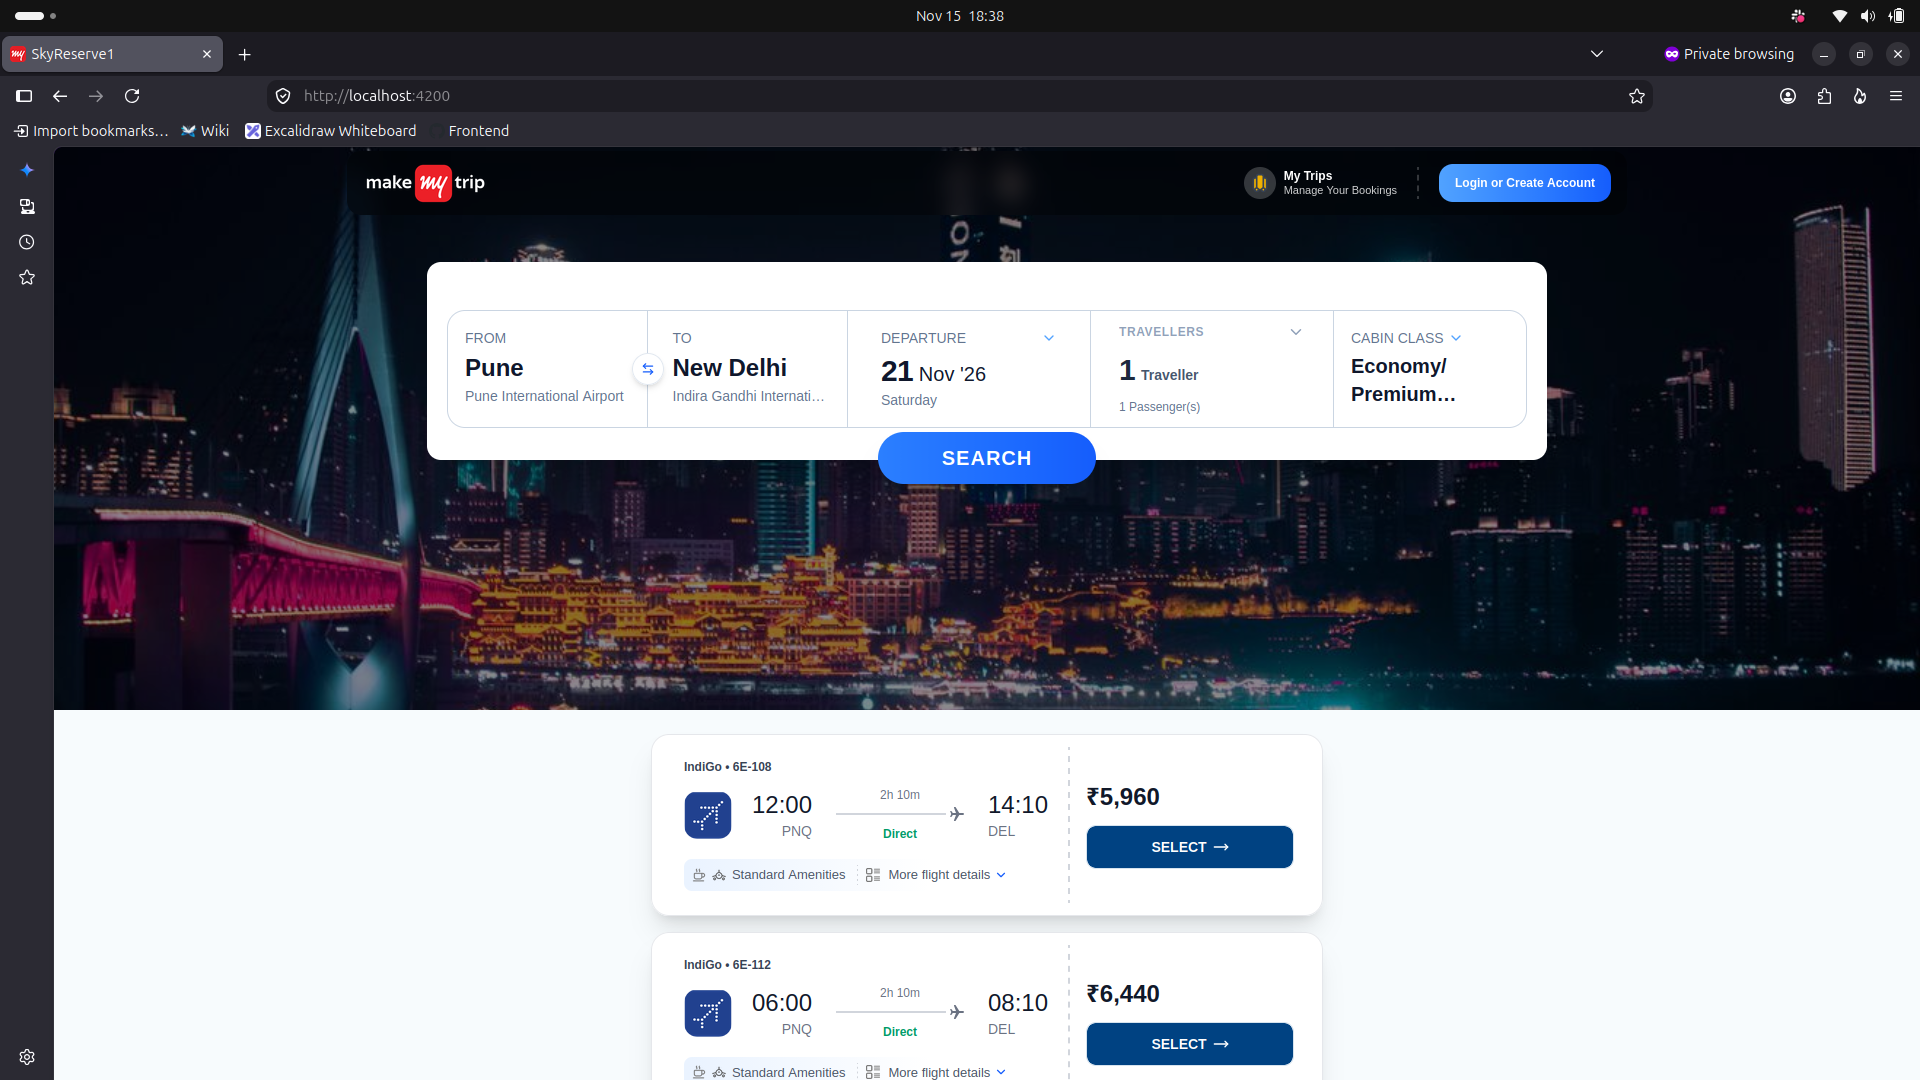 Nov 15 18:38
SkyReserve1
Private browsing
http://localhost:4200
Import bookmarks… Wiki Excalidraw Whiteboard Frontend
make my trip
My Trips
Manage Your Bookings
Login or Create Account
FROM
Pune
Pune International Airport
TO
New Delhi
Indira Gandhi Internati…
DEPARTURE
21 Nov '26
Saturday
TRAVELLERS
1 Traveller
1 Passenger(s)
CABIN CLASS
Economy/
Premium…
SEARCH
IndiGo • 6E-108
12:00
PNQ
2h 10m
Direct
14:10
DEL
Standard Amenities
More flight details
₹5,960
SELECT
IndiGo • 6E-112
06:00
PNQ
2h 10m
Direct
08:10
DEL
Standard Amenities
More flight details
₹6,440
SELECT